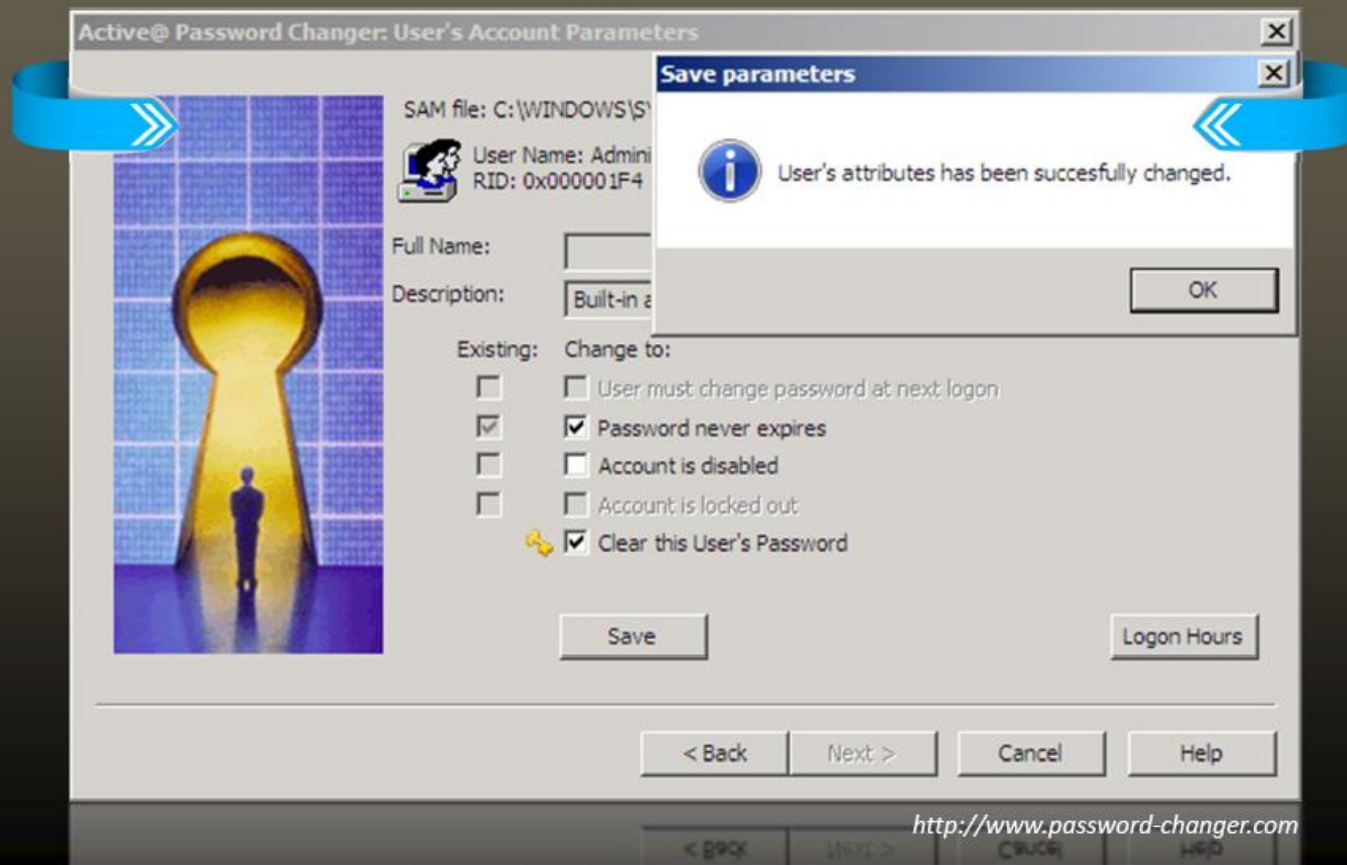 Active@ Password Changer: User's Account Parameters
Save parameters
SAM file: C:\WINDOWS\S
User Name: Admini
RID: 0x000001F4
User's attributes has been succesfully changed.
OK
Full Name:
Description: Built-in a
Existing: Change to:
User must change password at next logon
Password never expires
Account is disabled
Account is locked out
Clear this User's Password
Save Logon Hours
< Back Next > Cancel Help
http://www.password-changer.com